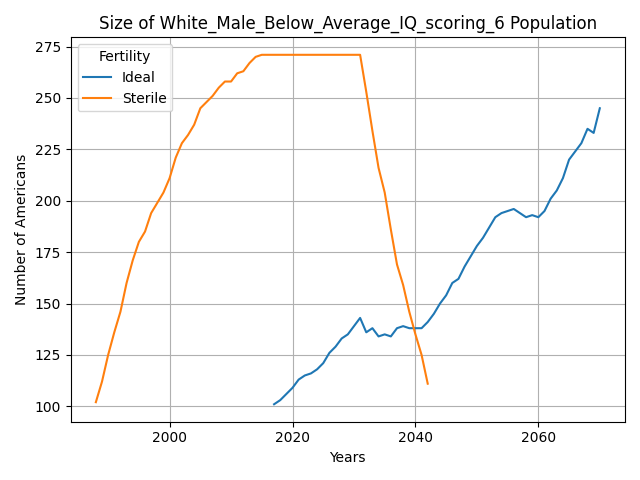 Size of White_Male_Below_Average_IQ_scoring_6 Population
Fertility
Ideal
Sterile
275
250
225
200
175
150
125
100
Number of Americans
2000
2020
2040
2060
Years